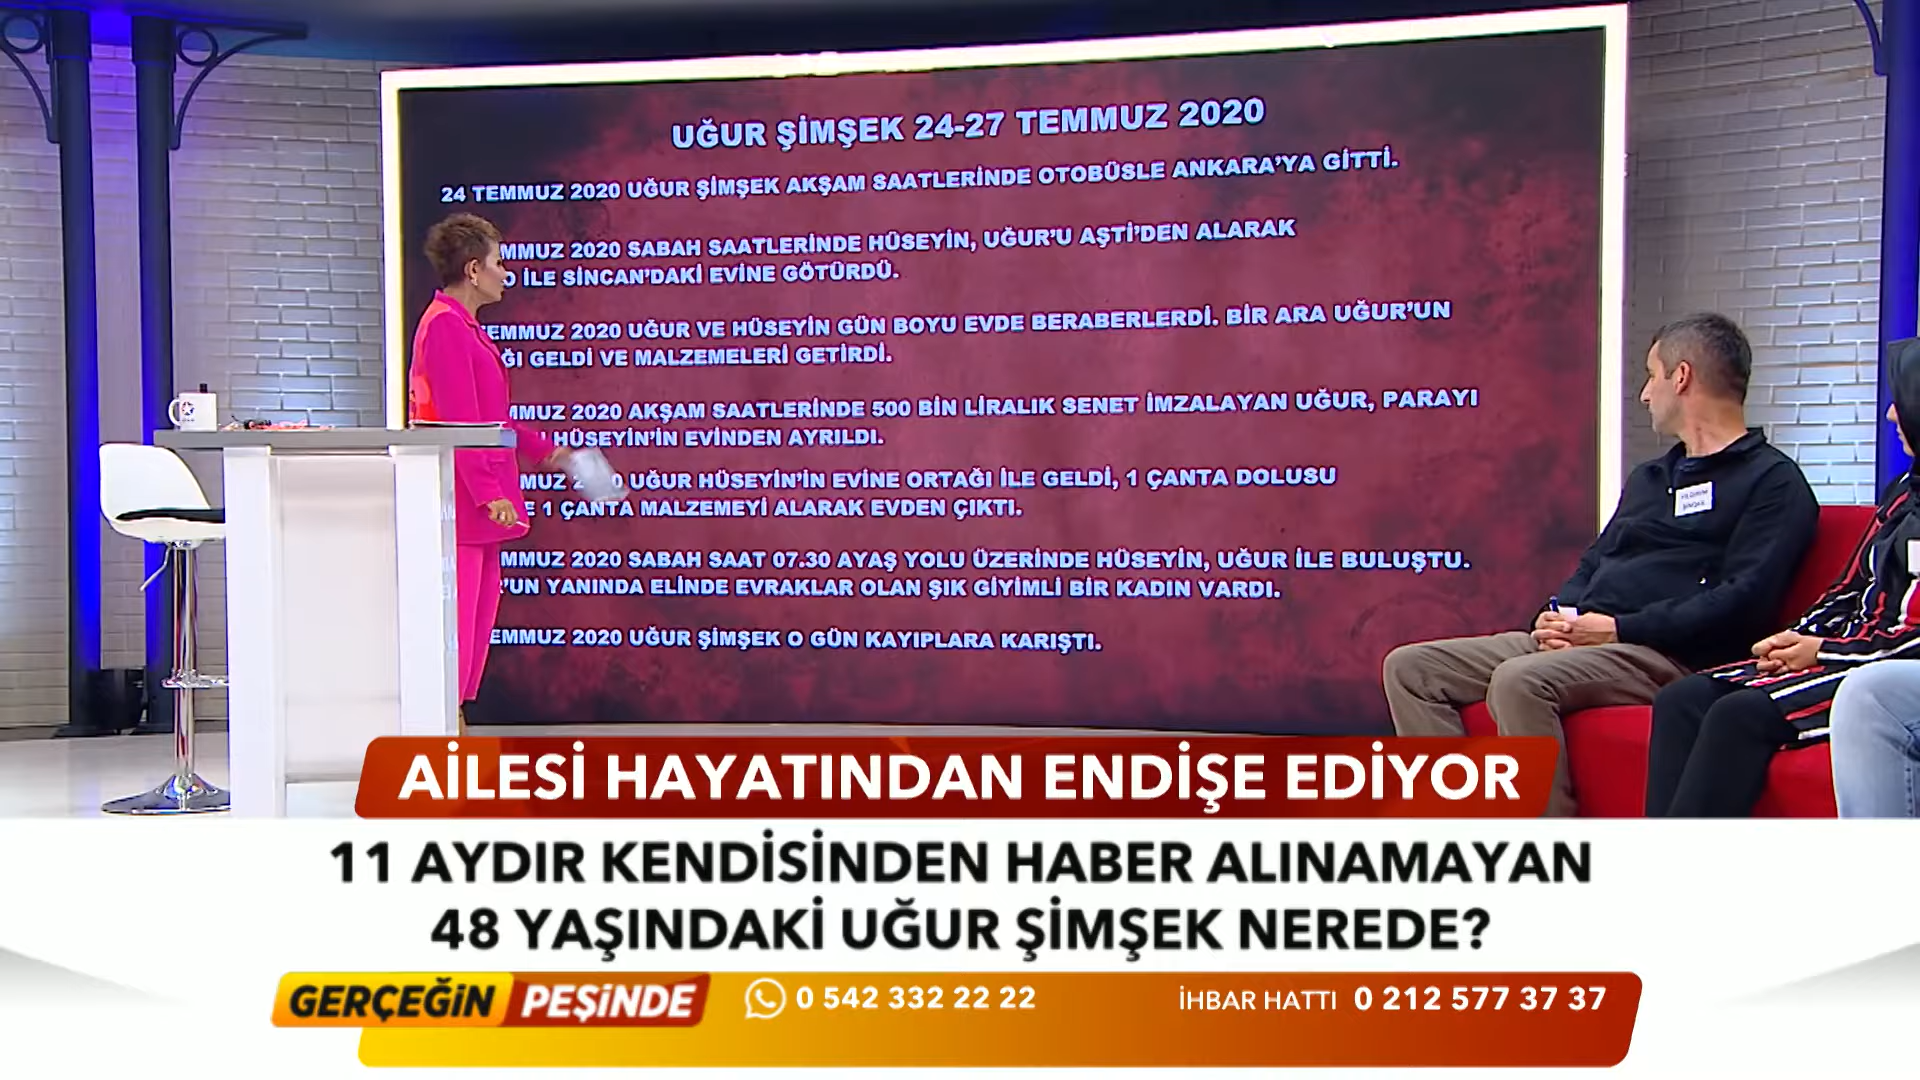 UĞUR ŞİMŞEK 24-27 TEMMUZ 2020
24 TEMMUZ 2020 UĞUR ŞİMŞEK AKŞAM SAATLERİNDE OTOBÜSLE ANKARA'YA GİTTİ.
MMUZ 2020 SABAH SAATLERİNDE HÜSEYİN, UĞUR'U AŞTİ'DEN ALARAK
O İLE SİNCAN'DAKİ EVİNE GÖTÜRDÜ.
EMMUZ 2020 UĞUR VE HÜSEYİN GÜN BOYU EVDE BERABERLERDİ. BİR ARA UĞUR'UN
ĞI GELDİ VE MALZEMELERİ GETİRDİ.
MMUZ 2020 AKŞAM SAATLERİNDE 500 BİN LİRALIK SENET İMZALAYAN UĞUR, PARAYI
HÜSEYİN'İN EVİNDEN AYRILDI.
MUZ 2020 UĞUR HÜSEYİN'İN EVİNE ORTAĞI İLE GELDİ, 1 ÇANTA DOLUSU
E 1 ÇANTA MALZEMEYİ ALARAK EVDEN ÇIKTI.
EMMUZ 2020 SABAH SAAT 07.30 AYAŞ YOLU ÜZERİNDE HÜSEYİN, UĞUR İLE BULUŞTU.
R'UN YANINDA ELİNDE EVRAKLAR OLAN ŞIK GİYİMLİ BİR KADIN VARDI.
EMMUZ 2020 UĞUR ŞİMŞEK O GÜN KAYIPLARA KARIŞTI.
AİLESİ HAYATINDAN ENDİŞE EDİYOR
11 AYDIR KENDİSİNDEN HABER ALINAMAYAN
48 YAŞINDAKİ UĞUR ŞİMŞEK NEREDE?
GERÇEĞİN PEŞİNDE 0 542 332 22 22 İHBAR HATTI 0 212 577 37 37